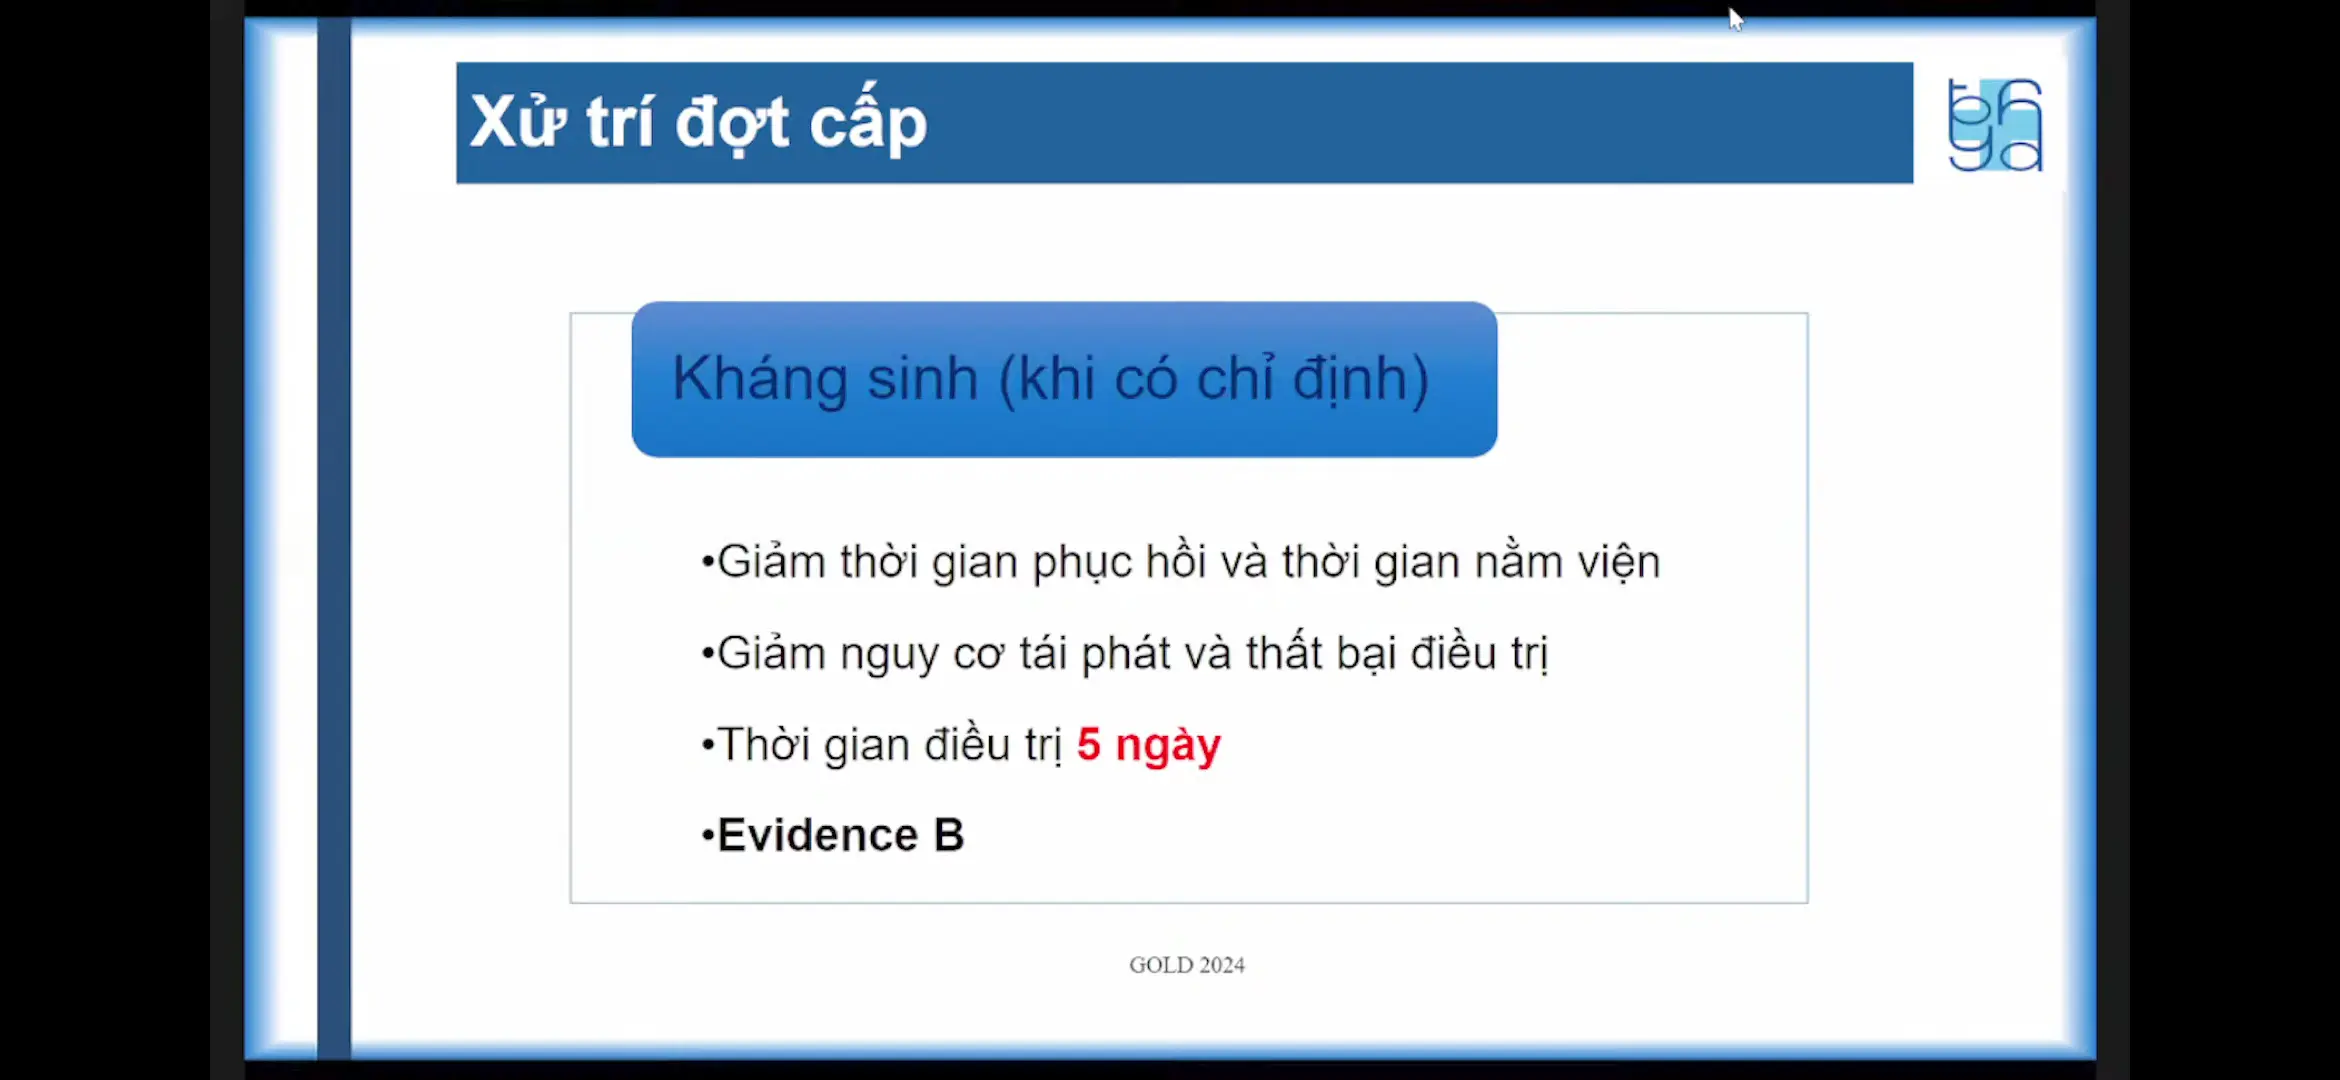 Xử trí đợt cấp
Kháng sinh (khi có chỉ định)
•Giảm thời gian phục hồi và thời gian nằm viện
•Giảm nguy cơ tái phát và thất bại điều trị
•Thời gian điều trị 5 ngày
•Evidence B
GOLD 2024